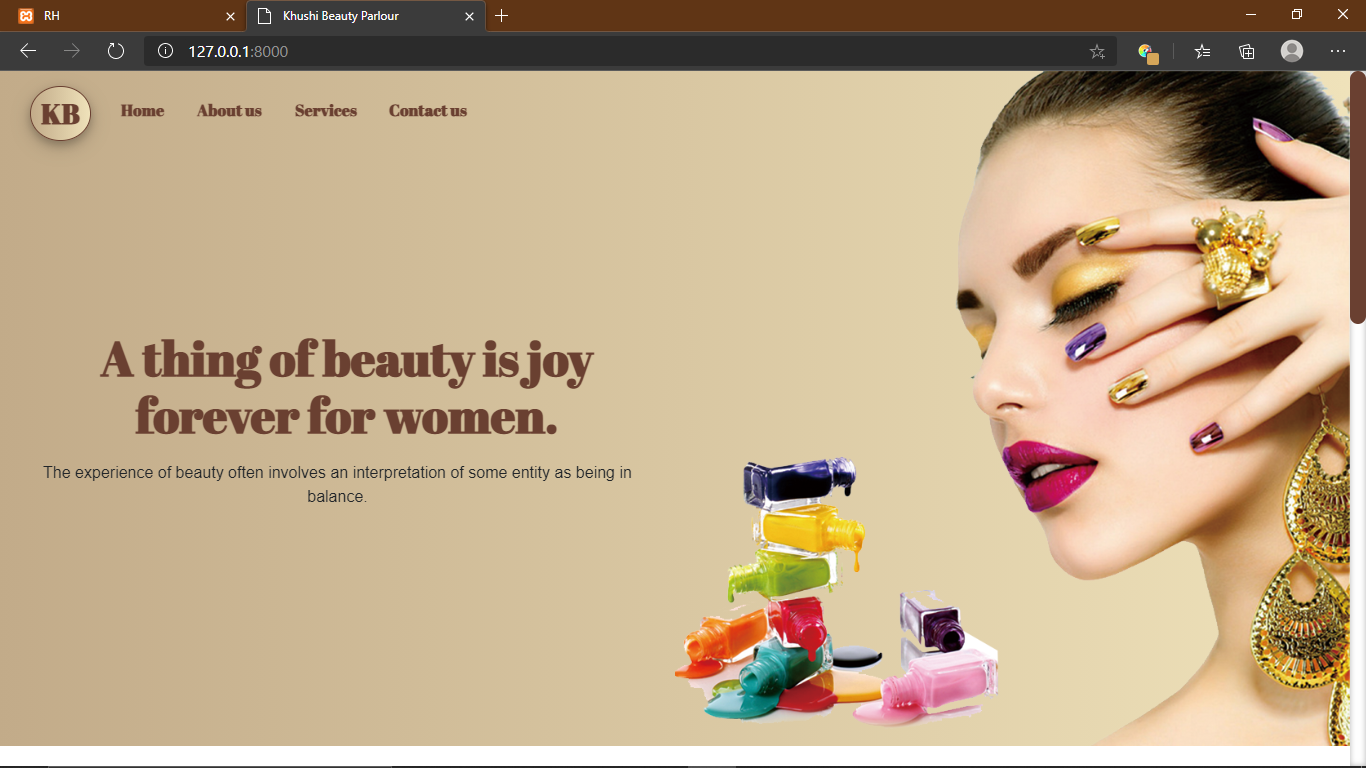 RH
Khushi Beauty Parlour
127.0.0.1:8000
KB
Home About us Services Contact us
A thing of beauty is joy
forever for women.
The experience of beauty often involves an interpretation of some entity as being in
balance.